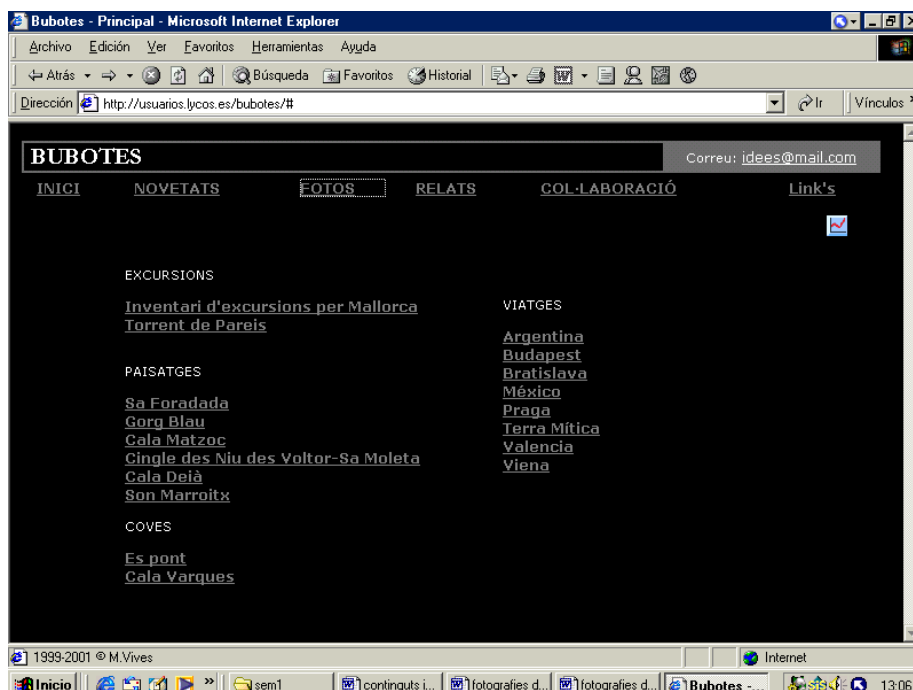 Bubotes - Principal - Microsoft Internet Explorer
Archivo Edición Ver Favoritos Herramientas Ayuda
Atrás Búsqueda Favoritos Historial
Dirección http://usuarios.lycos.es/bubotes/# Ir Vínculos
BUBOTES Correu: idees@mail.com
INICI NOVETATS FOTOS RELATS COL·LABORACIÓ Link's
EXCURSIONS
Inventari d'excursions per Mallorca
Torrent de Pareis
PAISATGES
Sa Foradada
Gorg Blau
Cala Matzoc
Cingle des Niu des Voltor-Sa Moleta
Cala Deià
Son Marroitx
COVES
Es pont
Cala Varques
VIATGES
Argentina
Budapest
Bratislava
México
Praga
Terra Mítica
Valencia
Viena
1999-2001 © M.Vives Internet
Inicio » sem1 continguts i... fotografies d... fotografies d... Bubotes - ... 13:06